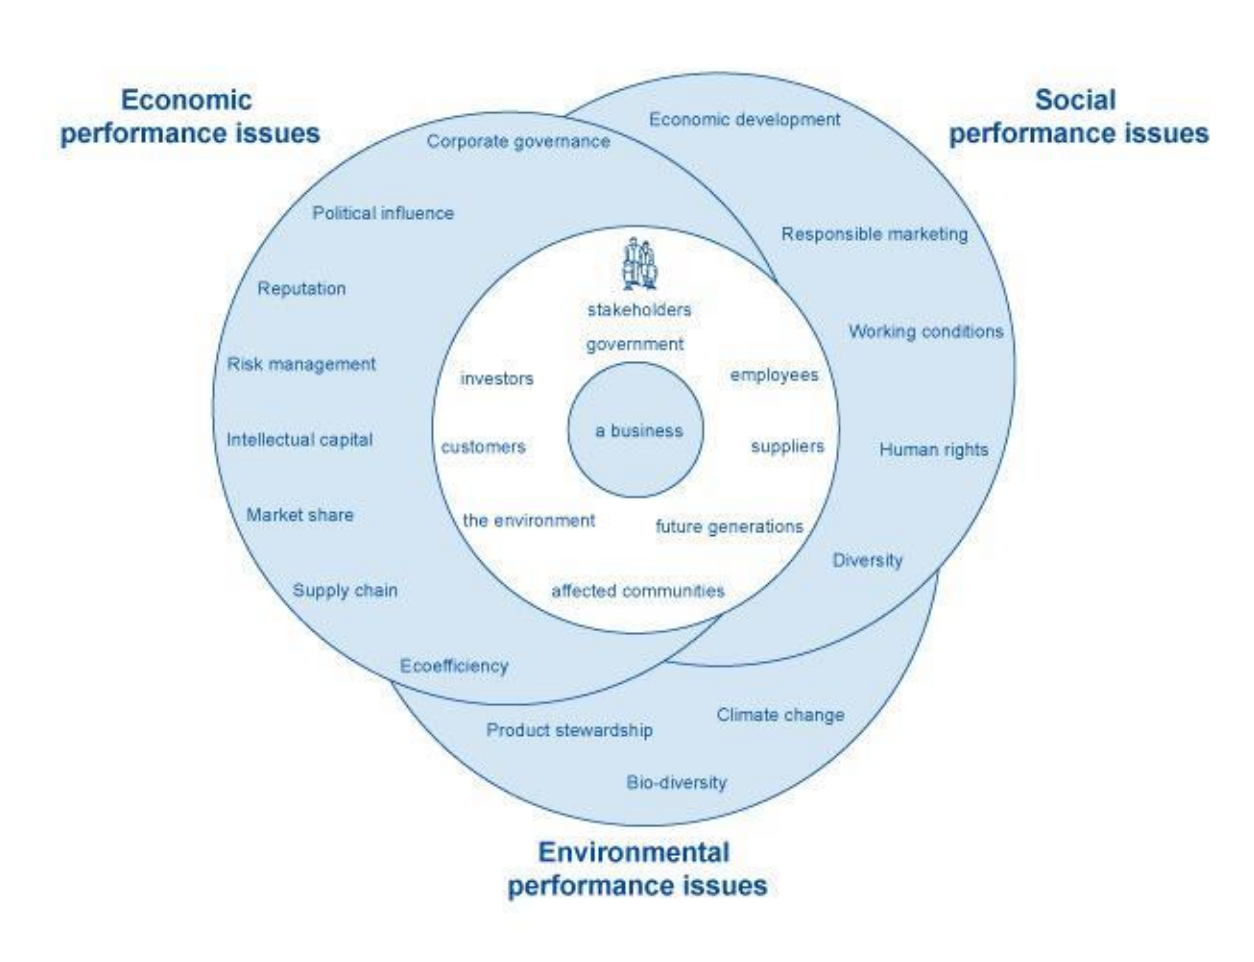 Economic
performance issues
Social
performance issues
Economic development
Corporate governance
Political influence
Responsible marketing
Reputation
stakeholders
Working conditions
government
Risk management
investors
employees
a business
Intellectual capital
customers
suppliers
Human rights
Market share
the environment
future generations
Diversity
Supply chain
affected communities
Ecoefficiency
Climate change
Product stewardship
Bio-diversity
Environmental
performance issues